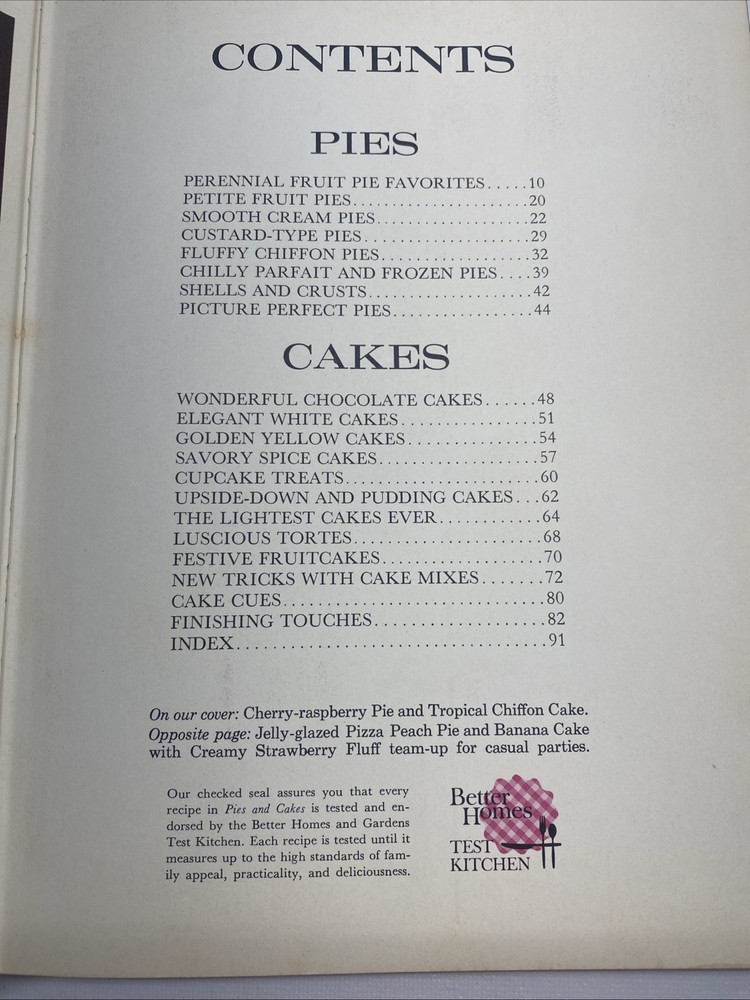 CONTENTS
PIES
PERENNIAL FRUIT PIE FAVORITES.....10
PETITE FRUIT PIES....................20
SMOOTH CREAM PIES.................22
CUSTARD-TYPE PIES...................29
FLUFFY CHIFFON PIES.................32
CHILLY PARFAIT AND FROZEN PIES....39
SHELLS AND CRUSTS...................42
PICTURE PERFECT PIES................44
CAKES
WONDERFUL CHOCOLATE CAKES......48
ELEGANT WHITE CAKES................51
GOLDEN YELLOW CAKES...............54
SAVORY SPICE CAKES..................57
CUPCAKE TREATS......................60
UPSIDE-DOWN AND PUDDING CAKES...62
THE LIGHTEST CAKES EVER...........64
LUSCIOUS TORTES.....................68
FESTIVE FRUITCAKES..................70
NEW TRICKS WITH CAKE MIXES.......72
CAKE CUES............................80
FINISHING TOUCHES...................82
INDEX..................................91
On our cover: Cherry-raspberry Pie and Tropical Chiffon Cake.
Opposite page: Jelly-glazed Pizza Peach Pie and Banana Cake
with Creamy Strawberry Fluff team-up for casual parties.
Our checked seal assures you that every
recipe in Pies and Cakes is tested and en-
dorsed by the Better Homes and Gardens
Test Kitchen. Each recipe is tested until it
measures up to the high standards of fam-
ily appeal, practicality, and deliciousness.
Better
Homes
TEST
KITCHEN